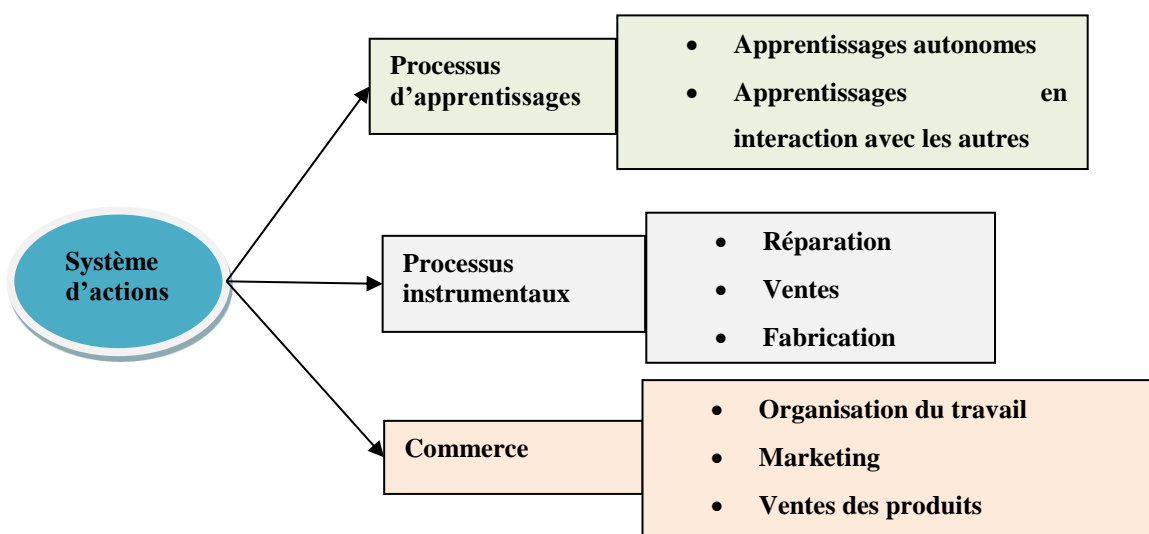 Système
d’actions
Processus
d’apprentissages
• Apprentissages autonomes
• Apprentissages en
interaction avec les autres
Processus
instrumentaux
• Réparation
• Ventes
• Fabrication
Commerce
• Organisation du travail
• Marketing
• Ventes des produits